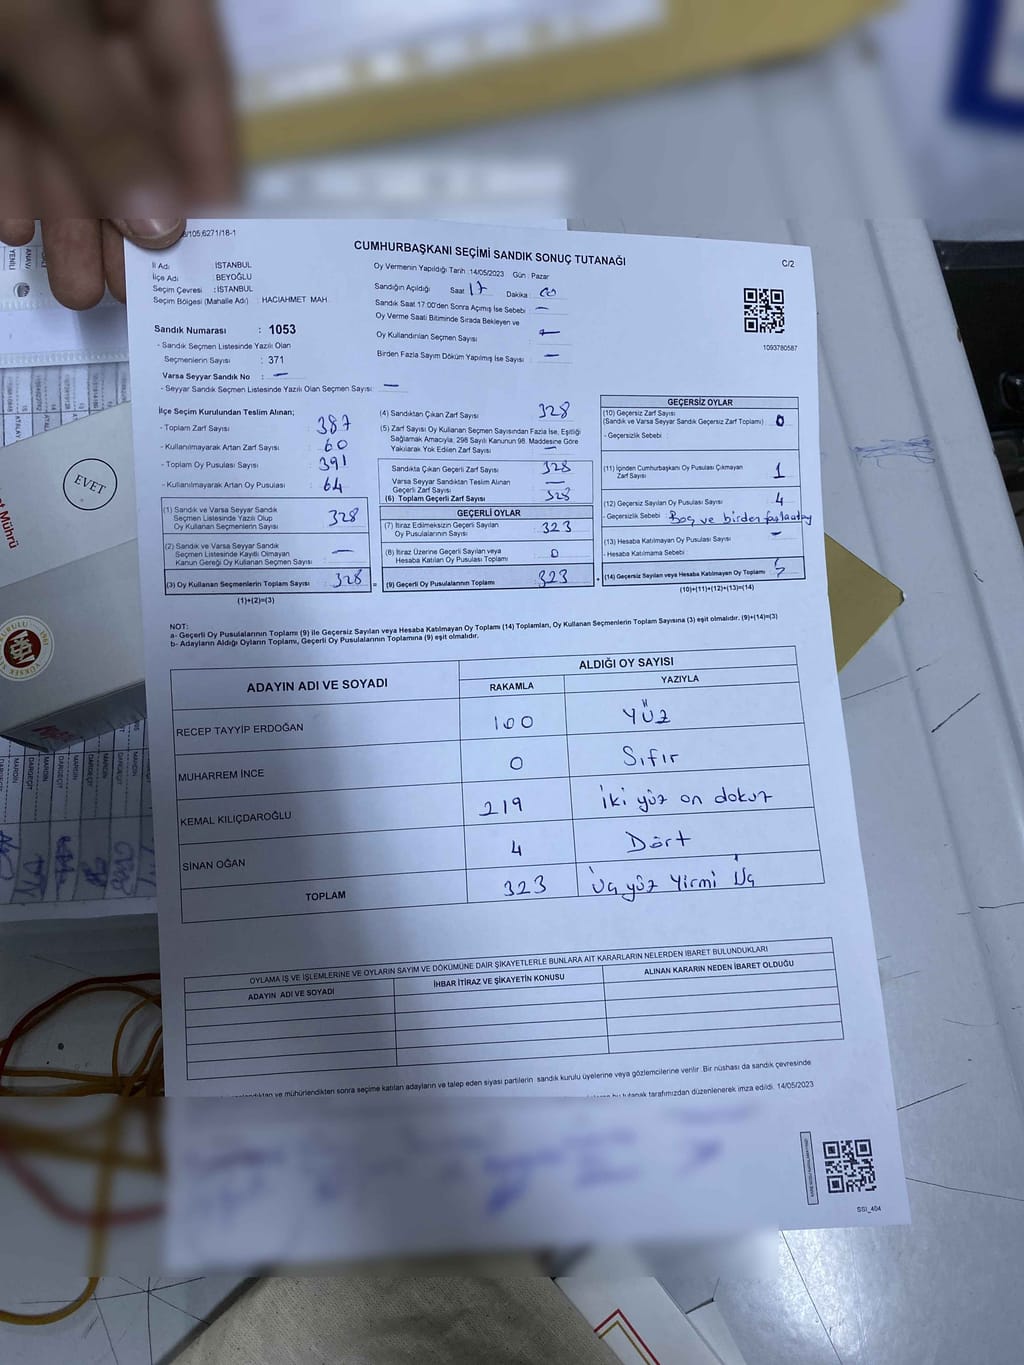 8/105,6271/18-1
CUMHURBAŞKANI SEÇİMİ SANDIK SONUÇ TUTANAĞI
C/2
İl Adı : İSTANBUL
İlçe Adı : BEYOĞLU
Seçim Çevresi : İSTANBUL
Seçim Bölgesi (Mahalle Adı) : HACIAHMET MAH.
Oy Vermenin Yapıldığı Tarih :14/05/2023 Gün : Pazar
Sandığın Açıldığı Saat 17 Dakika 00
Sandık Saat 17:00'den Sonra Açılmış İse Sebebi : —
Oy Verme Saati Bitiminde Sırada Bekleyen ve
Oy Kullandırılan Seçmen Sayısı —
Birden Fazla Sayım Döküm Yapılmış İse Sayısı : —
1093780587
Sandık Numarası : 1053
- Sandık Seçmen Listesinde Yazılı Olan
Seçmenlerin Sayısı : 371
Varsa Seyyar Sandık No : —
- Seyyar Sandık Seçmen Listesinde Yazılı Olan Seçmen Sayısı: —
İlçe Seçim Kurulundan Teslim Alınan;
- Toplam Zarf Sayısı : 387
- Kullanılmayarak Artan Zarf Sayısı : 60
- Toplam Oy Pusulası Sayısı : 391
- Kullanılmayarak Artan Oy Pusulası : 64
(1) Sandık ve Varsa Seyyar Sandık
Seçmen Listesinde Yazılı Olup
Oy Kullanan Seçmenlerin Sayısı 328
(2) Sandık ve Varsa Seyyar Sandık
Seçmen Listesinde Kayıtlı Olmayan
Kanun Gereği Oy Kullanan Seçmen Sayısı —
(3) Oy Kullanan Seçmenlerin Toplam Sayısı 328 =
(1)+(2)=(3)
(4) Sandıktan Çıkan Zarf Sayısı 328
(5) Zarf Sayısı Oy Kullanan Seçmen Sayısından Fazla İse, Eşitliği
Sağlamak Amacıyla, 298 Sayılı Kanunun 98. Maddesine Göre
Yakılarak Yok Edilen Zarf Sayısı —
Sandıkta Çıkan Geçerli Zarf Sayısı 328
Varsa Seyyar Sandıktan Teslim Alınan
Geçerli Zarf Sayısı —
(6) Toplam Geçerli Zarf Sayısı 328
GEÇERLİ OYLAR
(7) İtiraz Edilmeksizin Geçerli Sayılan
Oy Pusulalarının Sayısı 323
(8) İtiraz Üzerine Geçerli Sayılan veya
Hesaba Katılan Oy Pusulası Toplamı 0
(9) Geçerli Oy Pusulalarının Toplamı 323 +
GEÇERSİZ OYLAR
(10) Geçersiz Zarf Sayısı
(Sandık ve Varsa Seyyar Sandık Geçersiz Zarf Toplamı) 0
- Geçersizlik Sebebi :
(11) İçinden Cumhurbaşkanı Oy Pusulası Çıkmayan
Zarf Sayısı 1
(12) Geçersiz Sayılan Oy Pusulası Sayısı 4
- Geçersizlik Sebebi Boş ve birden fazla
(13) Hesaba Katılmayan Oy Pusulası Sayısı —
- Hesaba Katılmama Sebebi :
(14) Geçersiz Sayılan veya Hesaba Katılmayan Oy Toplamı 5
(10)+(11)+(12)+(13)=(14)
NOT:
a- Geçerli Oy Pusulalarının Toplamı (9) ile Geçersiz Sayılan veya Hesaba Katılmayan Oy Toplamı (14) Toplamları, Oy Kullanan Seçmenlerin Toplam Sayısına (3) eşit olmalıdır. (9)+(14)=(3)
b- Adayların Aldığı Oyların Toplamı, Geçerli Oy Pusulalarının Toplamına (9) eşit olmalıdır.
ADAYIN ADI VE SOYADI
ALDIĞI OY SAYISI
RAKAMLA YAZIYLA
RECEP TAYYİP ERDOĞAN 100 Yüz
MUHARREM İNCE 0 Sıfır
KEMAL KILIÇDAROĞLU 219 iki yüz on dokuz
SİNAN OĞAN 4 Dört
TOPLAM 323 Üç yüz Yirmi Üç
OYLAMA İŞ VE İŞLEMLERİNE VE OYLARIN SAYIM VE DÖKÜMÜNE DAİR ŞİKAYETLERLE BUNLARA AİT KARARLARIN NELERDEN İBARET BULUNDUKLARI
ADAYIN ADI VE SOYADI İHBAR İTİRAZ VE ŞİKAYETİN KONUSU ALINAN KARARIN NEDEN İBARET OLDUĞU
ve mühürlendikten sonra seçime katılan adayların ve talep eden siyasi partilerin sandık kurulu üyelerine veya gözlemcilerine verilir. Bir nüshası da sandık çevresinde
bu tutanak tarafımızdan düzenlenerek imza edildi. 14/05/2023
SSI_404
EVET
Mührü